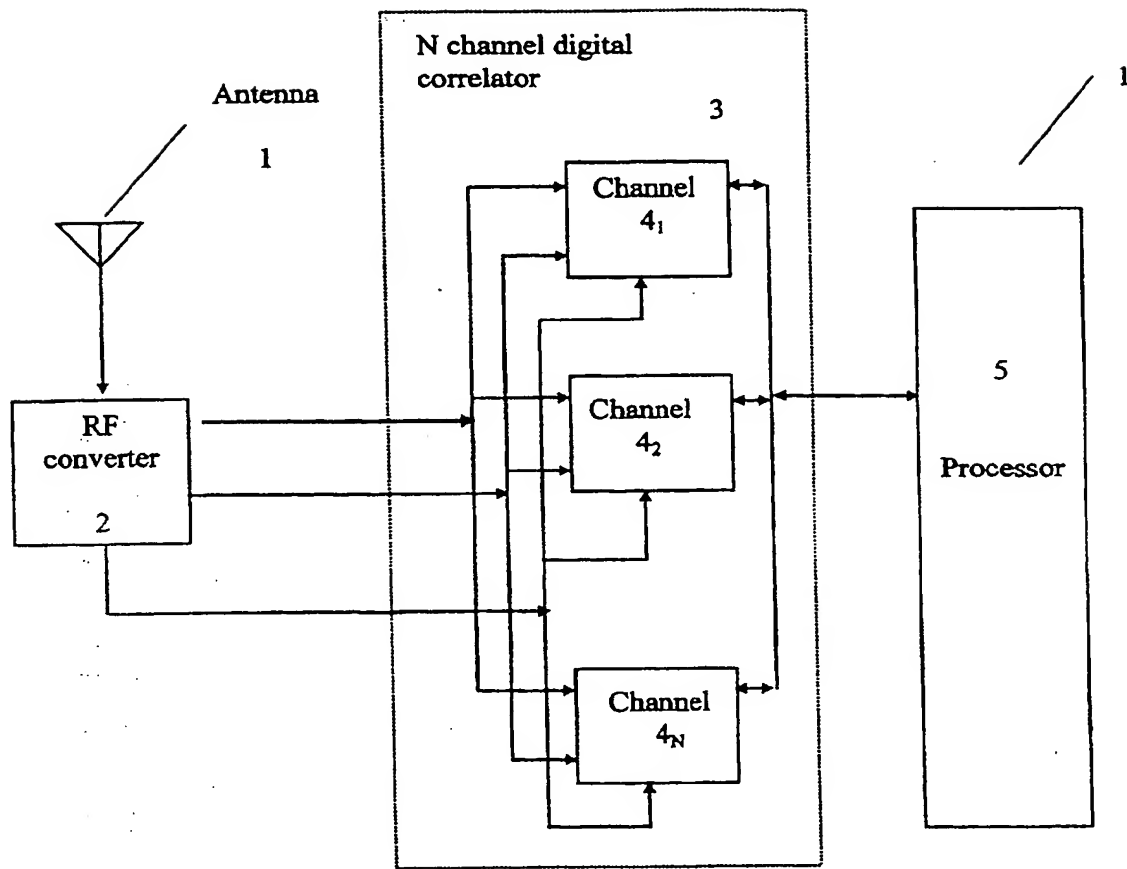 N channel digital
correlator
3
Antenna
1
1
Channel
4₁
Channel
4₂
Channel
4N
RF
converter
2
5
Processor